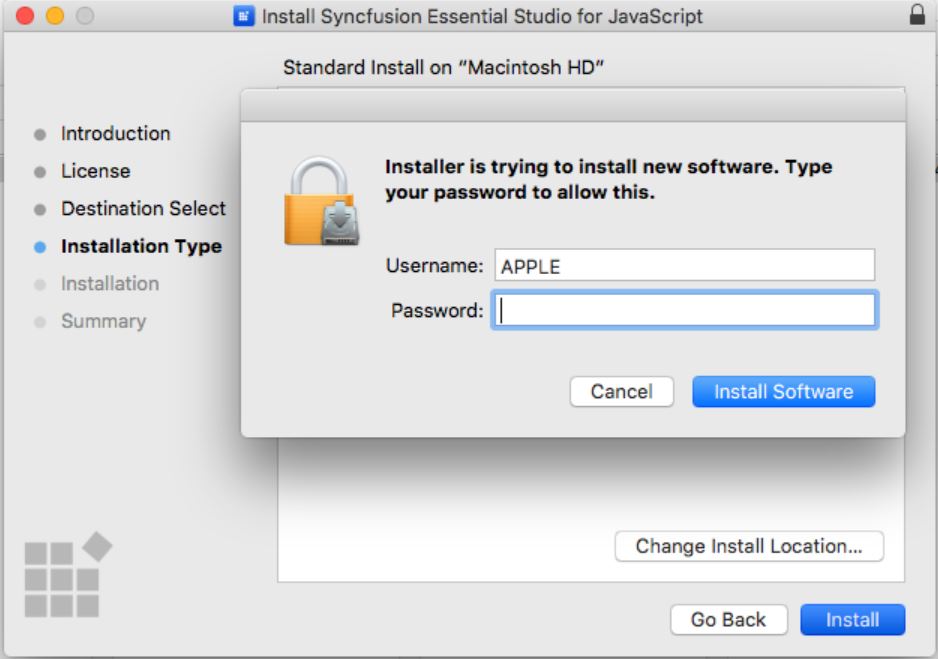 Install Syncfusion Essential Studio for JavaScript
Standard Install on “Macintosh HD”
Introduction
License
Destination Select
Installation Type
Installation
Summary
Installer is trying to install new software. Type
your password to allow this.
Username: APPLE
Password:
Cancel Install Software
Change Install Location...
Go Back Install